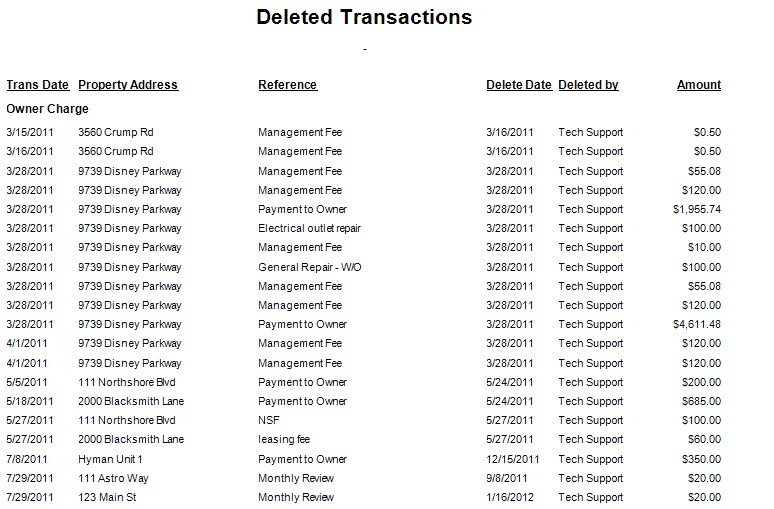 Deleted Transactions
-
Trans Date Property Address Reference Delete Date Deleted by Amount
Owner Charge
3/15/2011 3560 Crump Rd Management Fee 3/16/2011 Tech Support $0.50
3/16/2011 3560 Crump Rd Management Fee 3/16/2011 Tech Support $0.50
3/28/2011 9739 Disney Parkway Management Fee 3/28/2011 Tech Support $55.08
3/28/2011 9739 Disney Parkway Management Fee 3/28/2011 Tech Support $120.00
3/28/2011 9739 Disney Parkway Payment to Owner 3/28/2011 Tech Support $1,955.74
3/28/2011 9739 Disney Parkway Electrical outlet repair 3/28/2011 Tech Support $100.00
3/28/2011 9739 Disney Parkway Management Fee 3/28/2011 Tech Support $10.00
3/28/2011 9739 Disney Parkway General Repair - W/O 3/28/2011 Tech Support $100.00
3/28/2011 9739 Disney Parkway Management Fee 3/28/2011 Tech Support $55.08
3/28/2011 9739 Disney Parkway Management Fee 3/28/2011 Tech Support $120.00
3/28/2011 9739 Disney Parkway Payment to Owner 3/28/2011 Tech Support $4,611.48
4/1/2011 9739 Disney Parkway Management Fee 3/28/2011 Tech Support $120.00
4/1/2011 9739 Disney Parkway Management Fee 3/28/2011 Tech Support $120.00
5/5/2011 111 Northshore Blvd Payment to Owner 5/24/2011 Tech Support $200.00
5/18/2011 2000 Blacksmith Lane Payment to Owner 5/24/2011 Tech Support $685.00
5/27/2011 111 Northshore Blvd NSF 5/27/2011 Tech Support $100.00
5/27/2011 2000 Blacksmith Lane leasing fee 5/27/2011 Tech Support $60.00
7/8/2011 Hyman Unit 1 Payment to Owner 12/15/2011 Tech Support $350.00
7/29/2011 111 Astro Way Monthly Review 9/8/2011 Tech Support $20.00
7/29/2011 123 Main St Monthly Review 1/16/2012 Tech Support $20.00